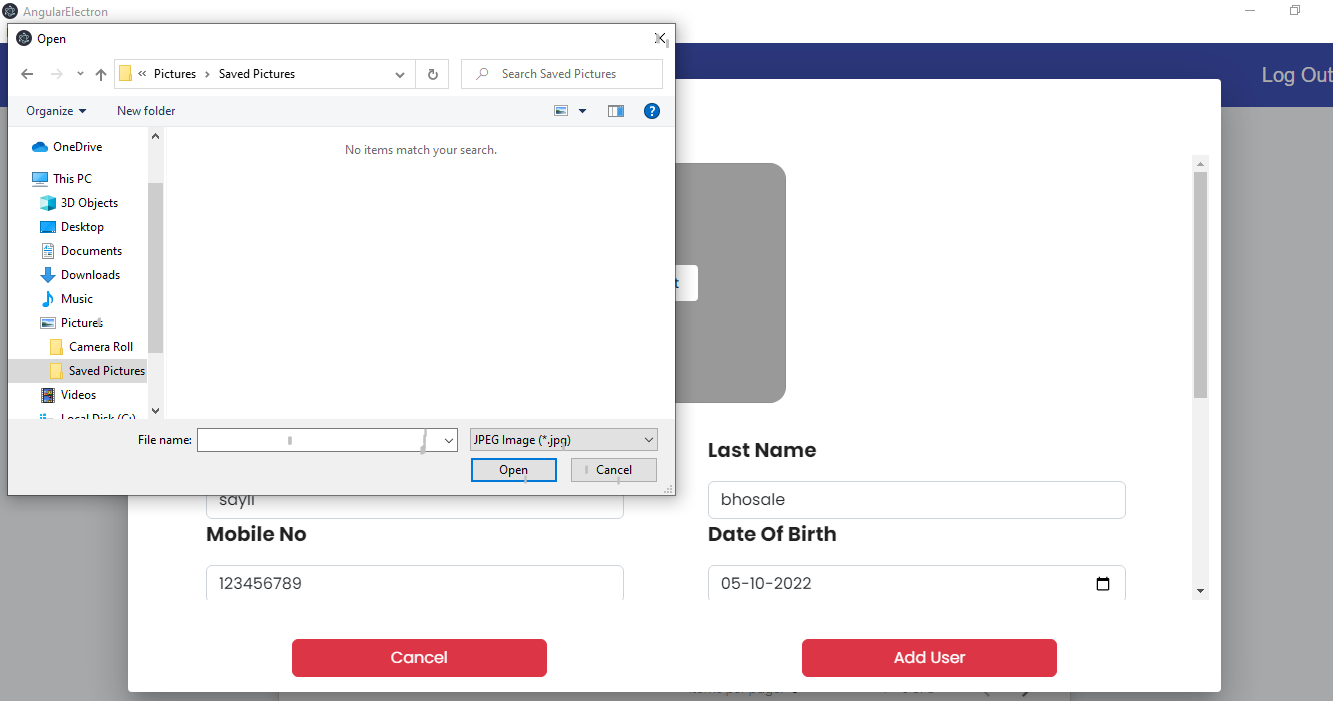 AngularElectron
Open
« Pictures › Saved Pictures
Search Saved Pictures
Log Out
Organize
New folder
No items match your search.
OneDrive
This PC
3D Objects
Desktop
Documents
Downloads
Music
Pictures
Camera Roll
Saved Pictures
Videos
Local Disk (C:)
File name:
JPEG Image (*.jpg)
Open
Cancel
Last Name
sayli
bhosale
Mobile No
Date Of Birth
123456789
05-10-2022
Cancel
Add User